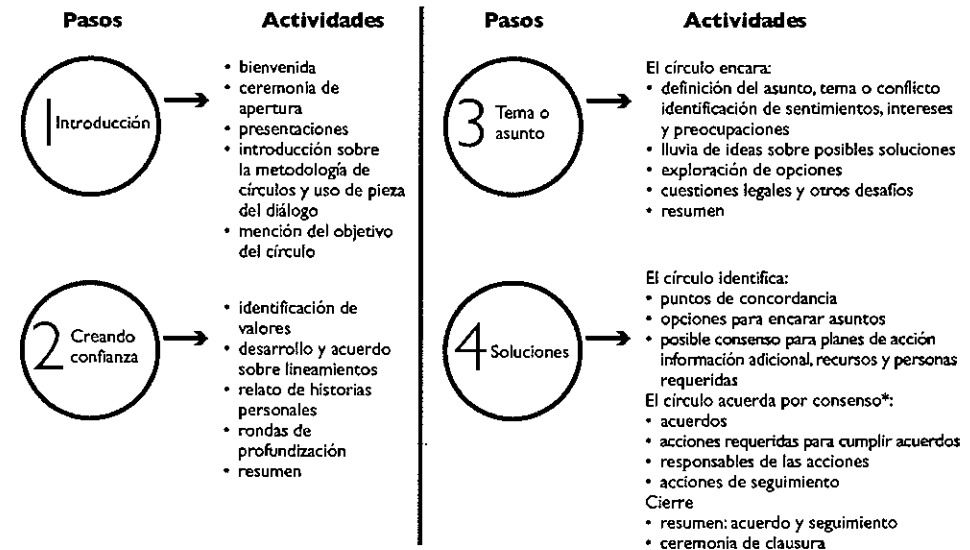 Pasos
Actividades
1 Introducción
• bienvenida
• ceremonia de
apertura
• presentaciones
• introducción sobre
la metodología de
círculos y uso de pieza
del diálogo
• mención del objetivo
del círculo
2 Creando
confianza
• identificación de
valores
• desarrollo y acuerdo
sobre lineamientos
• relato de historias
personales
• rondas de
profundización
• resumen
Pasos
Actividades
3 Tema o
asunto
El círculo encara:
• definición del asunto, tema o conflicto
identificación de sentimientos, intereses
y preocupaciones
• lluvia de ideas sobre posibles soluciones
• exploración de opciones
• cuestiones legales y otros desafíos
• resumen
4 Soluciones
El círculo identifica:
• puntos de concordancia
• opciones para encarar asuntos
• posible consenso para planes de acción
información adicional, recursos y personas
requeridas
El círculo acuerda por consenso*:
• acuerdos
• acciones requeridas para cumplir acuerdos
• responsables de las acciones
• acciones de seguimiento
Cierre
• resumen: acuerdo y seguimiento
• ceremonia de clausura